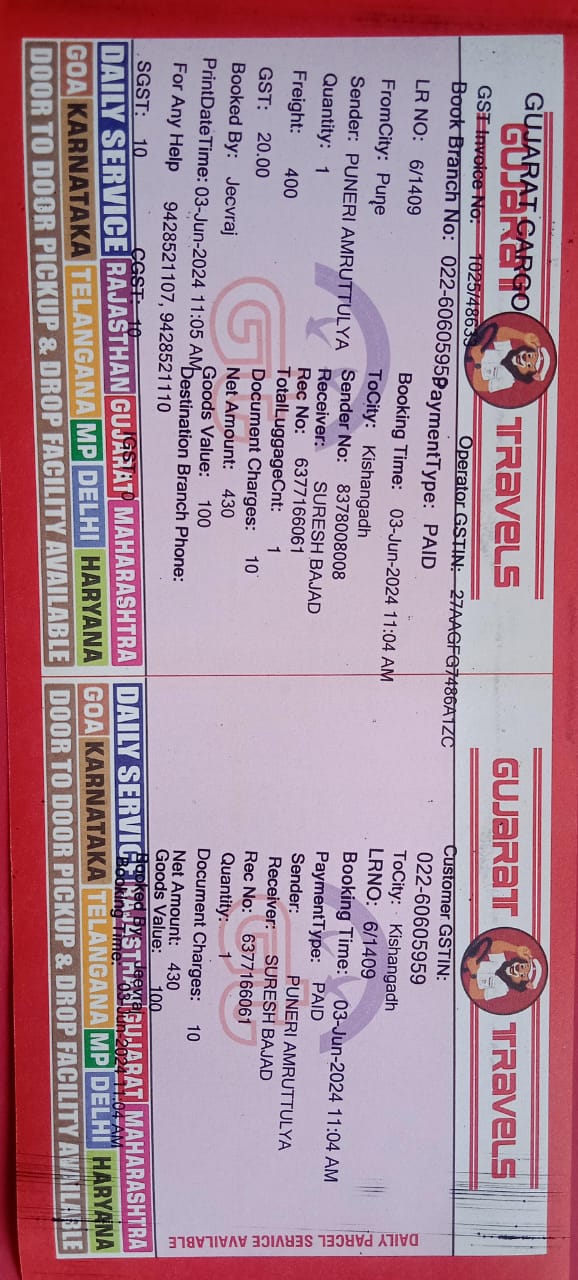 GUJARAT CARGO
GUJARAT TRAVELS
GST Invoice No. Operator GSTIN: 27AAGFG7486A1ZC
Book Branch No: 022-60605959 PaymentType: PAID
LR NO: 6/1409 Booking Time: 03-Jun-2024 11:04 AM
FromCity: Pune ToCity: Kishangadh
Sender: PUNERI AMRUTTULYA Sender No: 8378008008
Quantity: 1 Receiver: SURESH BAJAD
Rec No: 6377166061
Freight: 400 TotalLuggageCnt: 1
GST: 20.00 Document Charges: 10
Booked By: Jecvraj Net Amount: 430
PrintDateTime: 03-Jun-2024 11:05 AM Goods Value: 100
For Any Help 9428521107, 9428521110 Destination Branch Phone:
SGST: 10 CGST: 10 IGST: 0
DAILY SERVICE RAJASTHAN GUJARAT MAHARASHTRA
GOA KARNATAKA TELANGANA MP DELHI HARYANA
DOOR TO DOOR PICKUP & DROP FACILITY AVAILABLE
GUJARAT TRAVELS
Customer GSTIN:
022-60605959
ToCity: Kishangadh
LRNO: 6/1409
Booking Time: 03-Jun-2024 11:04 AM
PaymentType: PAID
Sender: PUNERI AMRUTTULYA
Receiver: SURESH BAJAD
Rec No: 6377166061
Quantity: 1
Document Charges: 10
Net Amount: 430
Goods Value: 100
Booked By: Jecvraj
Booking Time: 03-Jun-2024 11:04 AM
DAILY SERVICE GUJARAT MAHARASHTRA
GOA KARNATAKA TELANGANA MP DELHI HARYANA
DOOR TO DOOR PICKUP & DROP FACILITY AVAILABLE
DAILY PARCEL SERVICE AVAILABLE